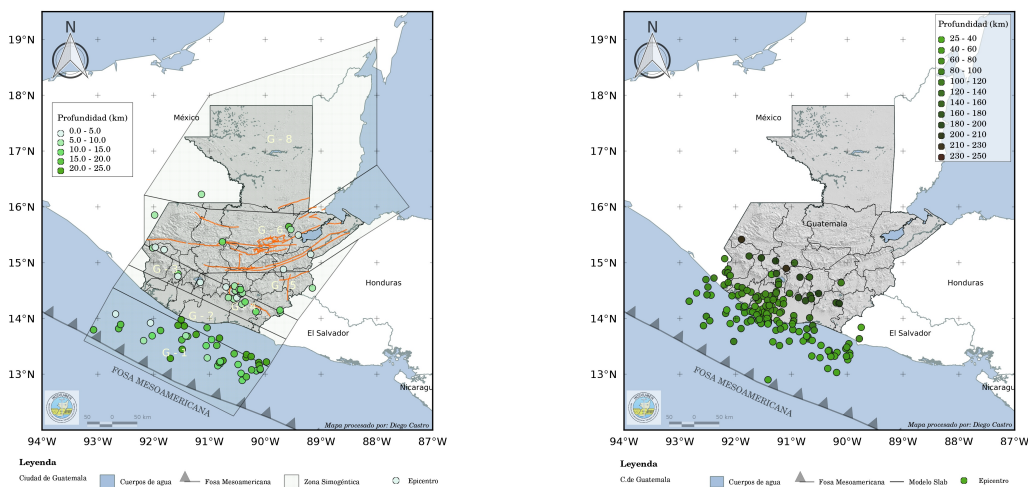 19°N
18°N
17°N
16°N
15°N
14°N
13°N
94°W
93°W
92°W
91°W
90°W
89°W
88°W
87°W
N
Profundidad (km)
0.0 - 5.0
5.0 - 10.0
10.0 - 15.0
15.0 - 20.0
20.0 - 25.0
México
G - 8
Honduras
El Salvador
Nicaragu
FOSA MESOAMERICANA
50 0 50 km
Mapa procesado por: Diego Castro
Leyenda
Ciudad de Guatemala
Cuerpos de agua
Fosa Mesoamericana
Zona Simogéntica
Epicentro
19°N
18°N
17°N
16°N
15°N
14°N
13°N
94°W
93°W
92°W
91°W
90°W
89°W
88°W
87°W
N
Profundidad (km)
25 - 40
40 - 60
60 - 80
80 - 100
100 - 120
120 - 140
140 - 160
160 - 180
180 - 200
200 - 210
210 - 230
230 - 250
México
Guatemala
Honduras
El Salvador
Nicaragu
FOSA MESOAMERICANA
50 0 50 km
Mapa procesado por: Diego Castro
Leyenda
C.de Guatemala
Cuerpos de agua
Fosa Mesoamericana
Modelo Slab
Epicentro